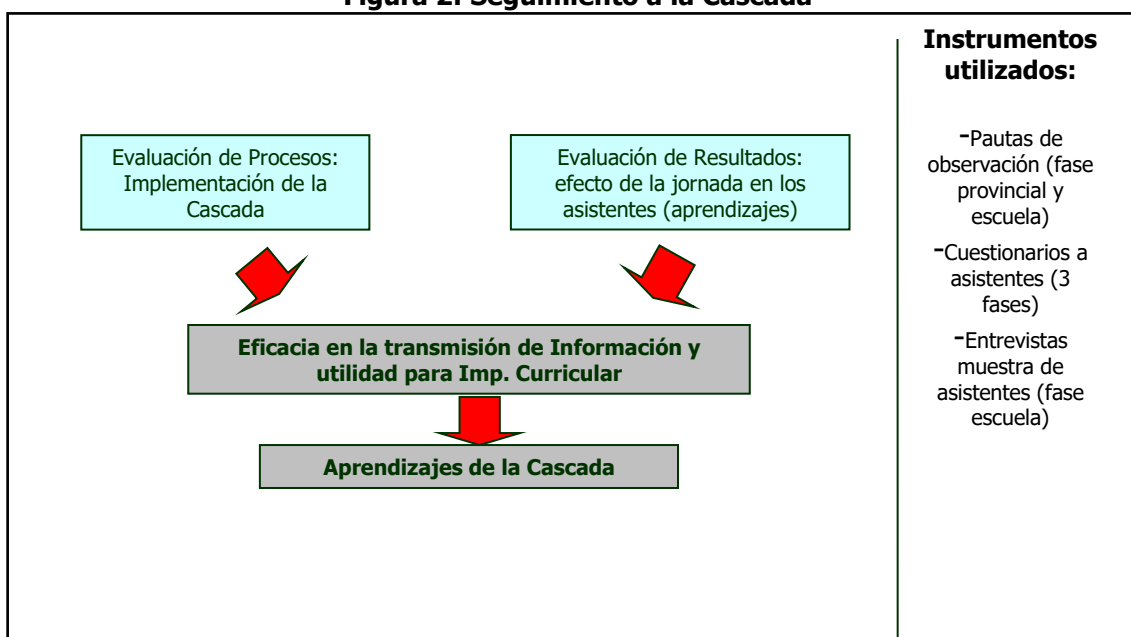 Figura 2: Seguimiento a la Cascada
Evaluación de Procesos:
Implementación de la
Cascada
Evaluación de Resultados:
efecto de la jornada en los
asistentes (aprendizajes)
Eficacia en la transmisión de Información y
utilidad para Imp. Curricular
Aprendizajes de la Cascada
Instrumentos
utilizados:
-Pautas de
observación (fase
provincial y
escuela)
-Cuestionarios a
asistentes (3
fases)
-Entrevistas
muestra de
asistentes (fase
escuela)